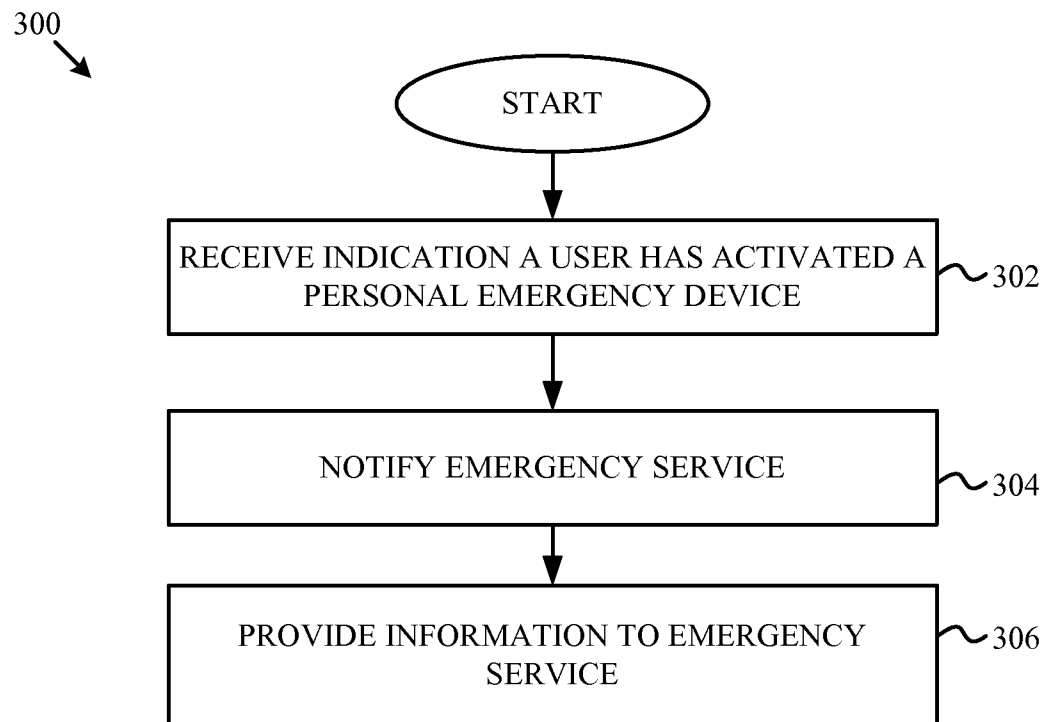 300
START
RECEIVE INDICATION A USER HAS ACTIVATED A
PERSONAL EMERGENCY DEVICE
302
NOTIFY EMERGENCY SERVICE
304
PROVIDE INFORMATION TO EMERGENCY
SERVICE
306